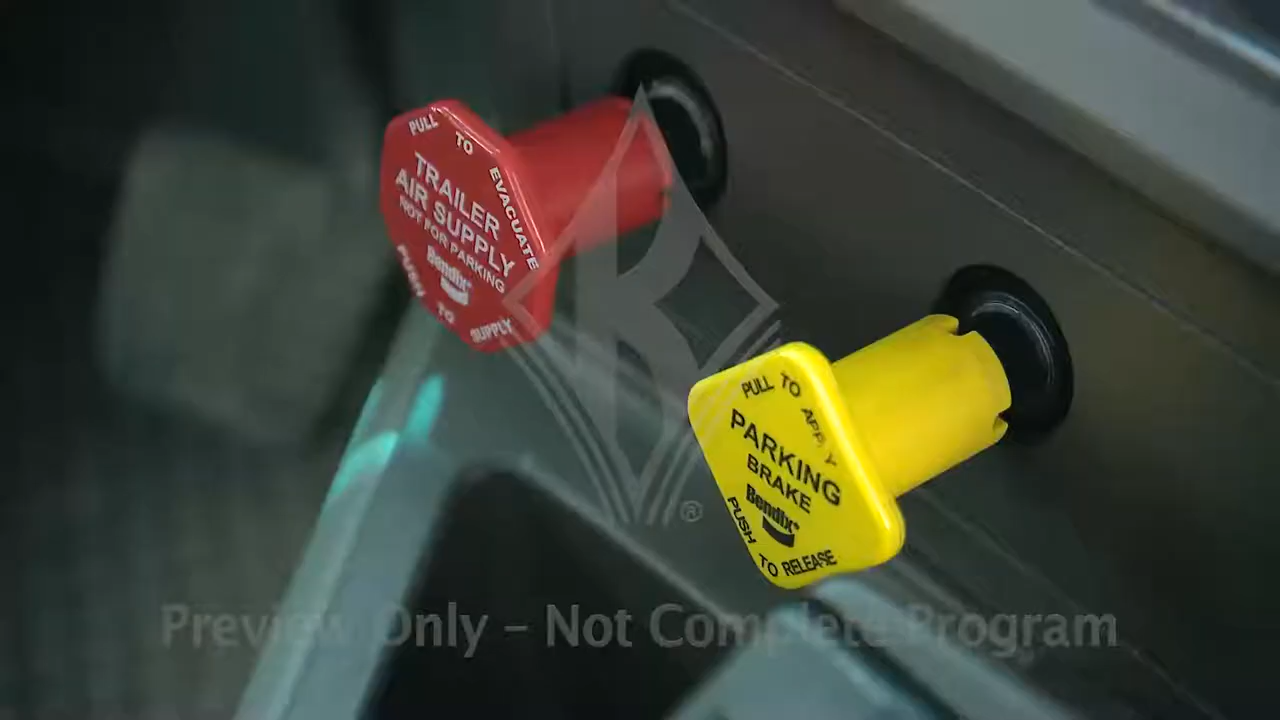 PULL TO EVACUATE
TRAILER
AIR SUPPLY
NOT FOR PARKING
Bendix®
PUSH TO SUPPLY
PULL TO APPLY
PARKING
BRAKE
Bendix®
PUSH TO RELEASE
®
Preview Only – Not Complete Program